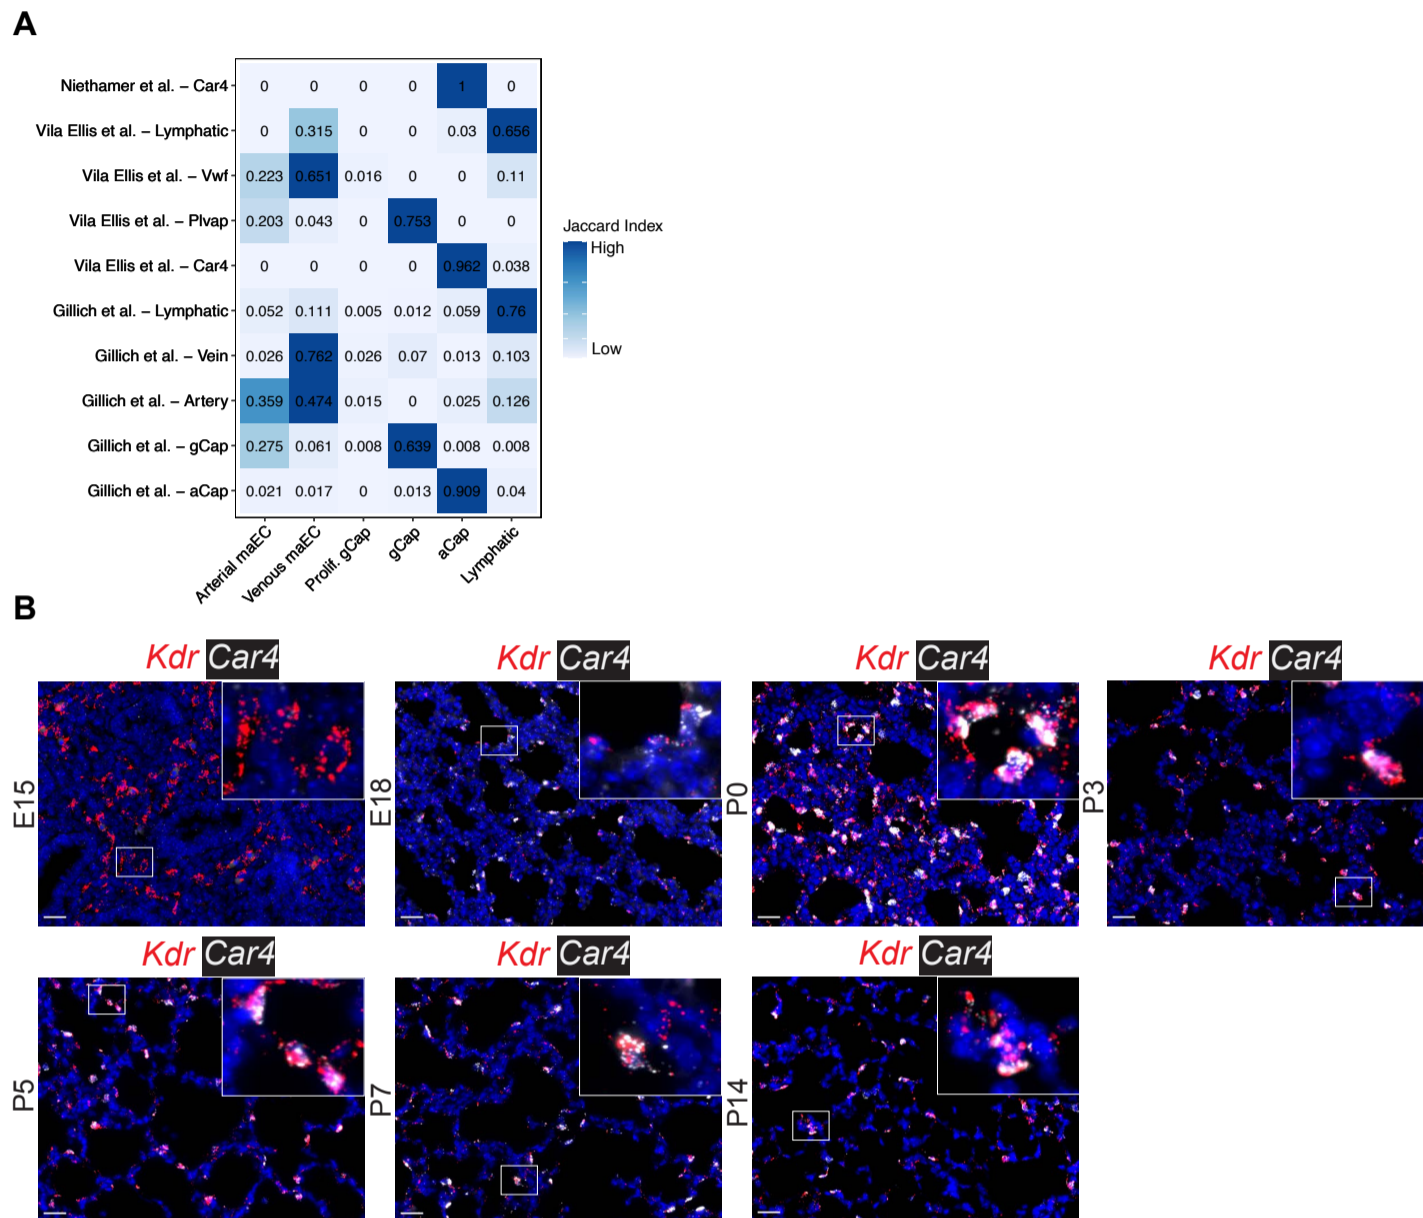 A
Niethamer et al. – Car4
0 0 0 0 1 0
Vila Ellis et al. – Lymphatic
0 0.315 0 0 0.03 0.656
Vila Ellis et al. – Vwf
0.223 0.651 0.016 0 0 0.11
Vila Ellis et al. – Plvap
0.203 0.043 0 0.753 0 0
Vila Ellis et al. – Car4
0 0 0 0 0.962 0.038
Gillich et al. – Lymphatic
0.052 0.111 0.005 0.012 0.059 0.76
Gillich et al. – Vein
0.026 0.762 0.026 0.07 0.013 0.103
Gillich et al. – Artery
0.359 0.474 0.015 0 0.025 0.126
Gillich et al. – gCap
0.275 0.061 0.008 0.639 0.008 0.008
Gillich et al. – aCap
0.021 0.017 0 0.013 0.909 0.04
Arterial maEC
Venous maEC
Prolif. gCap
gCap
aCap
Lymphatic
Jaccard Index
High
Low
B
Kdr Car4
E15
Kdr Car4
E18
Kdr Car4
P0
Kdr Car4
P3
Kdr Car4
P5
Kdr Car4
P7
Kdr Car4
P14